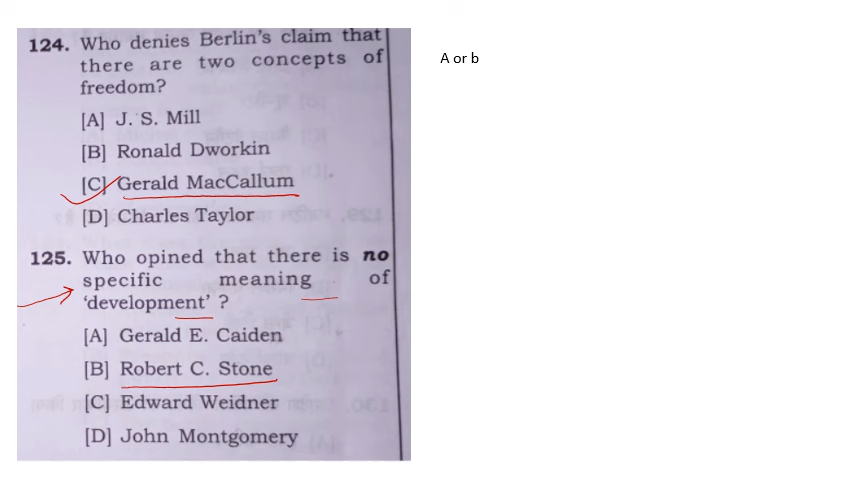 124. Who denies Berlin's claim that
there are two concepts of
freedom?
[A] J. S. Mill
[B] Ronald Dworkin
[C] Gerald MacCallum
[D] Charles Taylor
125. Who opined that there is no
specific meaning of
'development' ?
[A] Gerald E. Caiden
[B] Robert C. Stone
[C] Edward Weidner
[D] John Montgomery
A or b